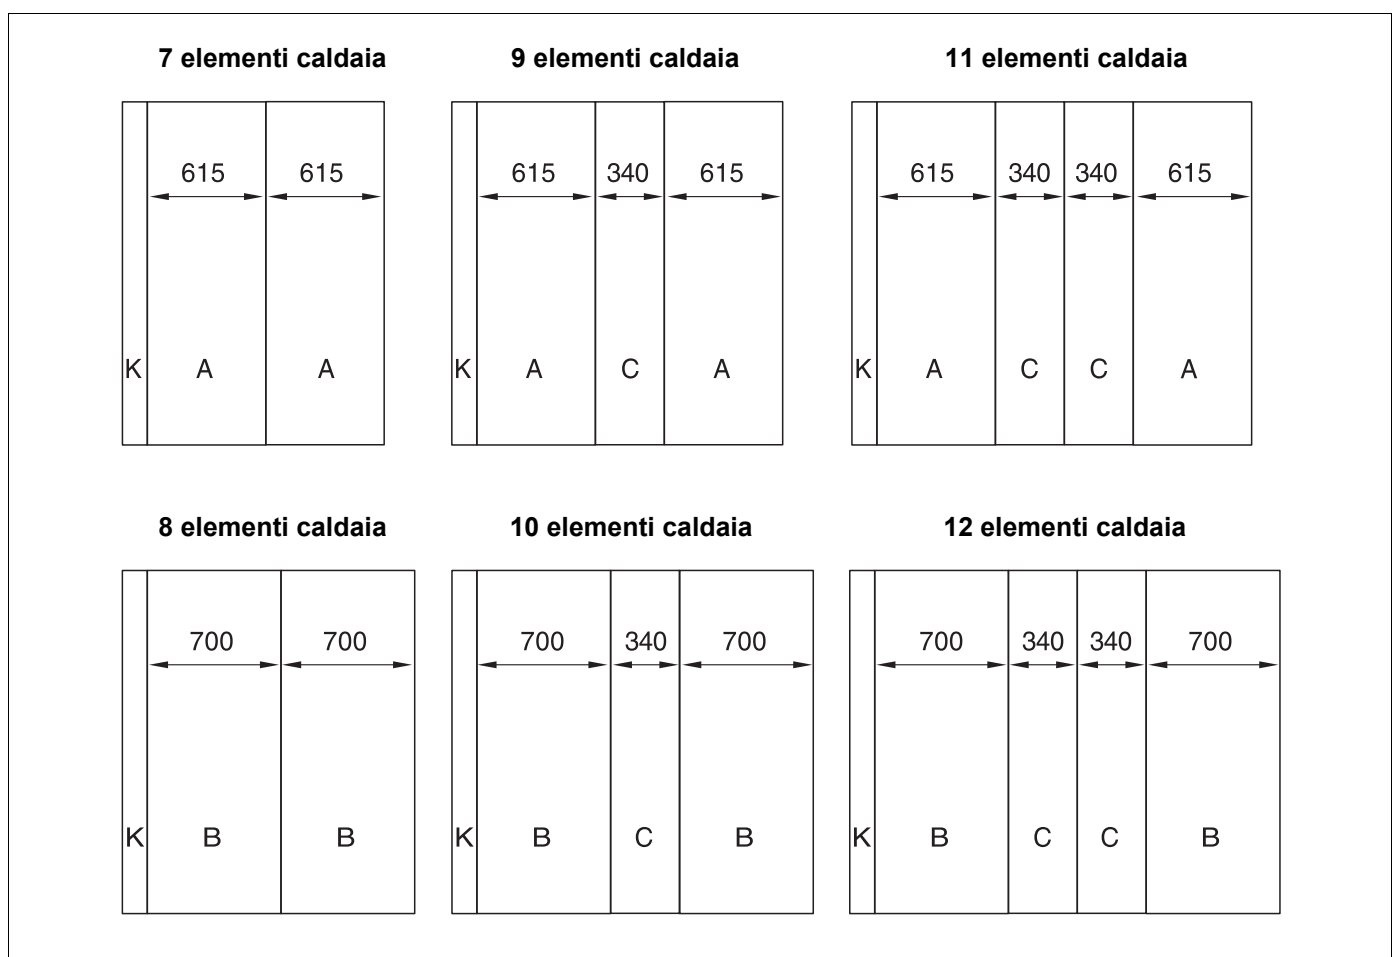 7 elementi caldaia 9 elementi caldaia 11 elementi caldaia
615 615 615 340 615 615 340 340 615
K A A K A C A K A C C A
8 elementi caldaia 10 elementi caldaia 12 elementi caldaia
700 700 700 340 700 700 340 340 700
K B B K B C B K B C C B